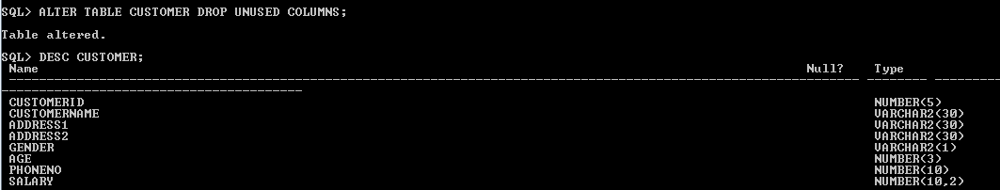 SQL> ALTER TABLE CUSTOMER DROP UNUSED COLUMNS;
Table altered.
SQL> DESC CUSTOMER;
Name Null? Type
CUSTOMERID NUMBER(5)
CUSTOMERNAME VARCHAR2(30)
ADDRESS1 VARCHAR2(30)
ADDRESS2 VARCHAR2(30)
GENDER VARCHAR2(1)
AGE NUMBER(3)
PHONENO NUMBER(10)
SALARY NUMBER(10,2)